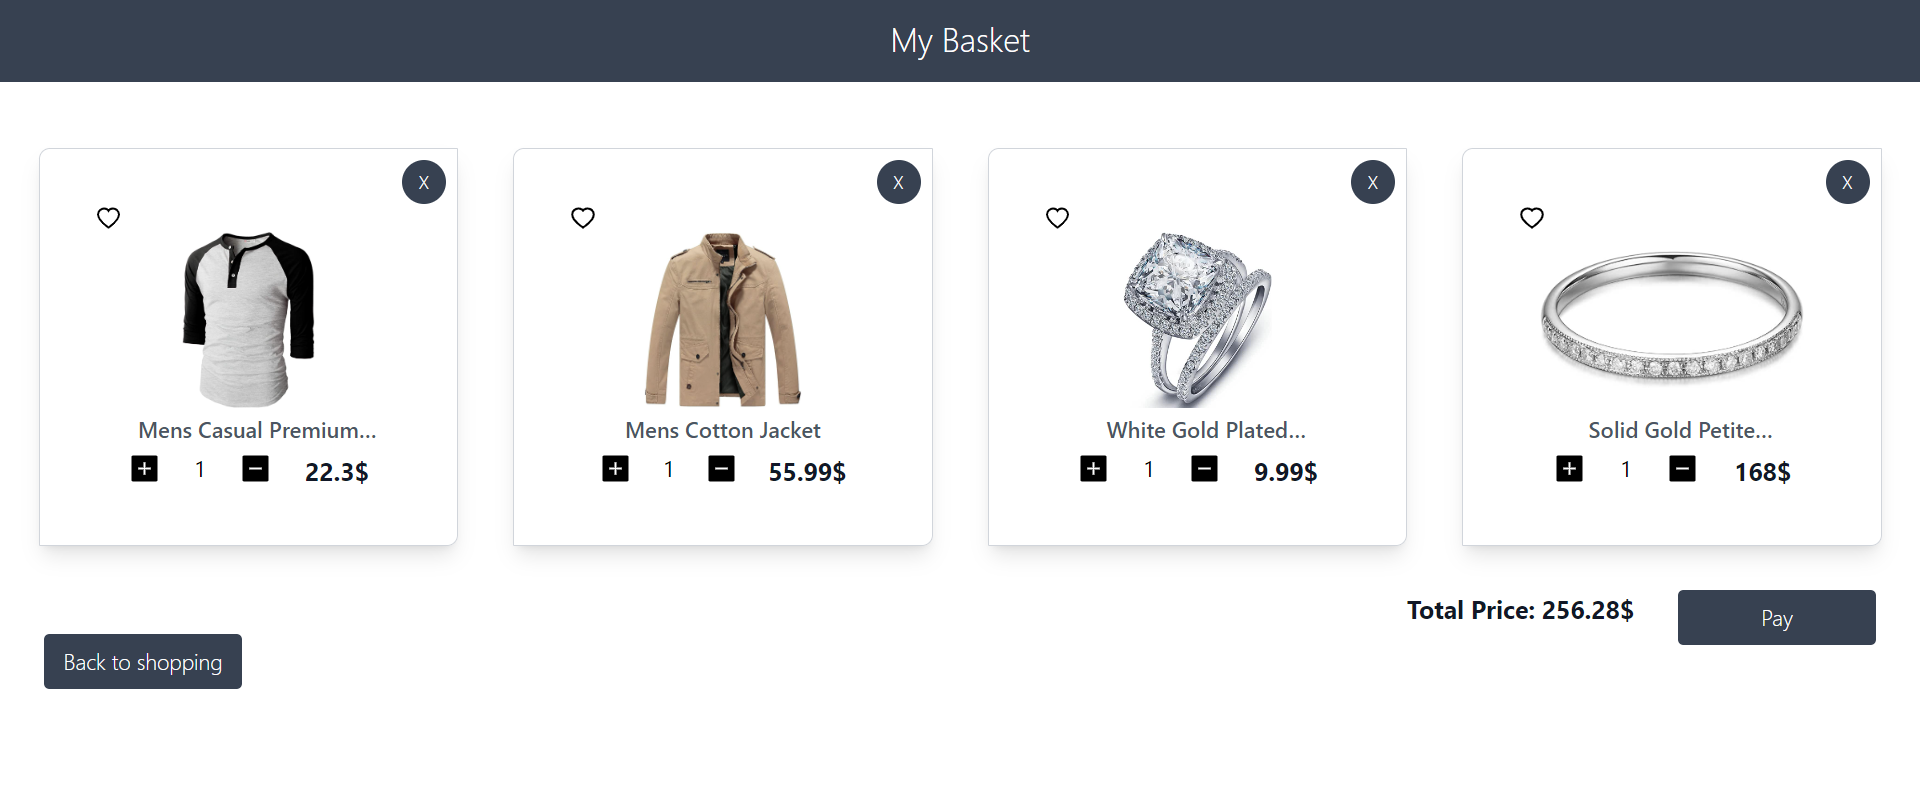 My Basket
X
X
X
X
Mens Casual Premium...
+ 1 − 22.3$
Mens Cotton Jacket
+ 1 − 55.99$
White Gold Plated...
+ 1 − 9.99$
Solid Gold Petite...
+ 1 − 168$
Total Price: 256.28$
Pay
Back to shopping